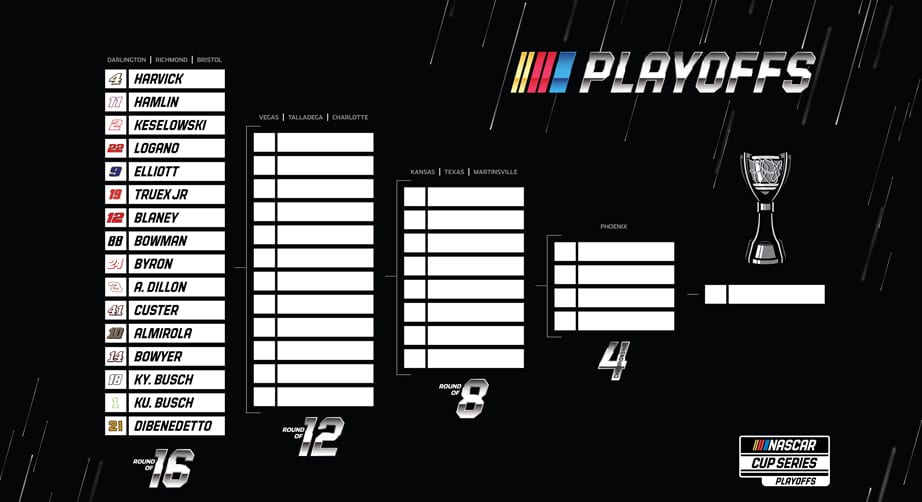 PLAYOFFS
DARLINGTON | RICHMOND | BRISTOL
4 HARVICK
11 HAMLIN
2 KESELOWSKI
22 LOGANO
9 ELLIOTT
19 TRUEX JR
12 BLANEY
88 BOWMAN
24 BYRON
3 A. DILLON
41 CUSTER
10 ALMIROLA
14 BOWYER
18 KY. BUSCH
1 KU. BUSCH
21 DIBENEDETTO
ROUND
OF 16
VEGAS | TALLADEGA | CHARLOTTE
ROUND
OF 12
KANSAS | TEXAS | MARTINSVILLE
ROUND
OF 8
PHOENIX
4
NASCAR
CUP SERIES
PLAYOFFS